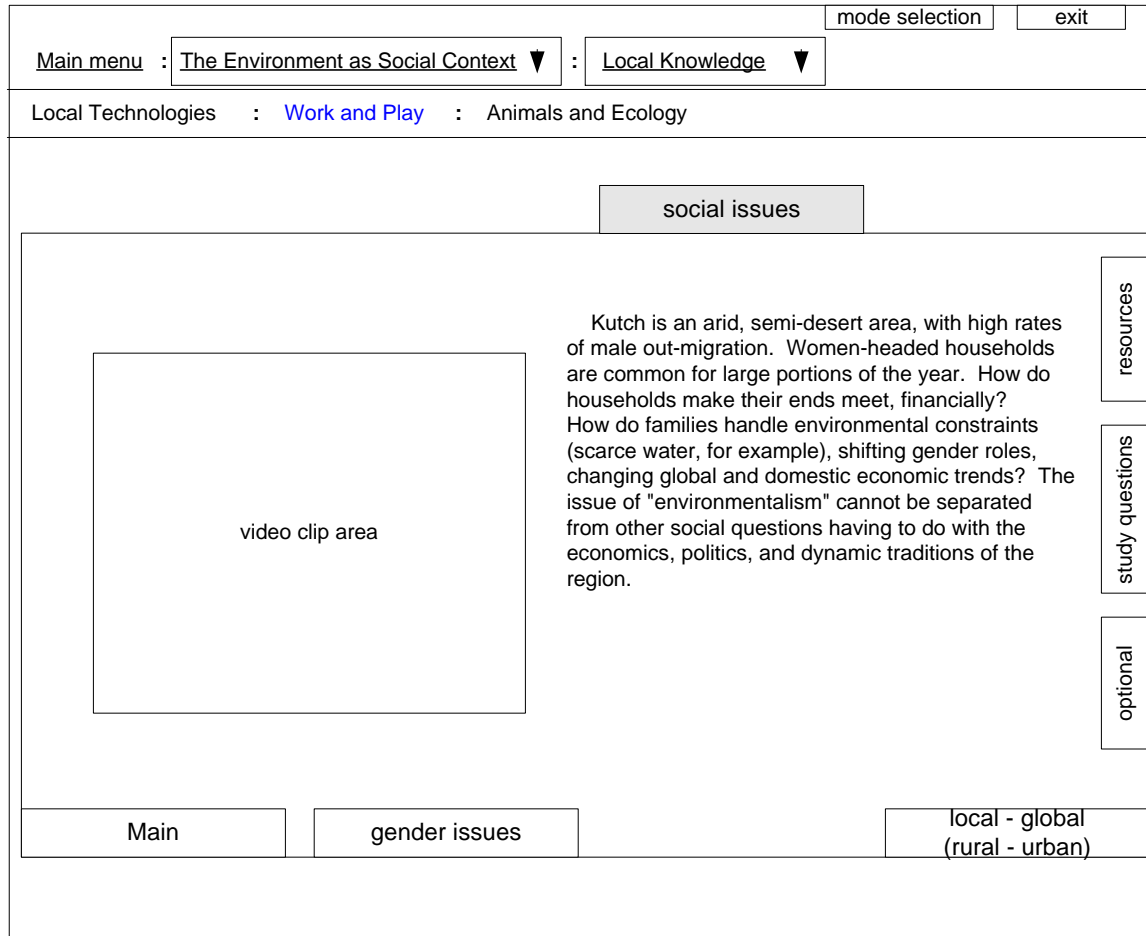 mode selection exit
Main menu : The Environment as Social Context : Local Knowledge
Local Technologies : Work and Play : Animals and Ecology
social issues
Kutch is an arid, semi-desert area, with high rates
of male out-migration. Women-headed households
are common for large portions of the year. How do
households make their ends meet, financially?
How do families handle environmental constraints
(scarce water, for example), shifting gender roles,
changing global and domestic economic trends? The
issue of "environmentalism" cannot be separated
from other social questions having to do with the
economics, politics, and dynamic traditions of the
region.
video clip area
resources
study questions
optional
Main
gender issues
local - global
(rural - urban)